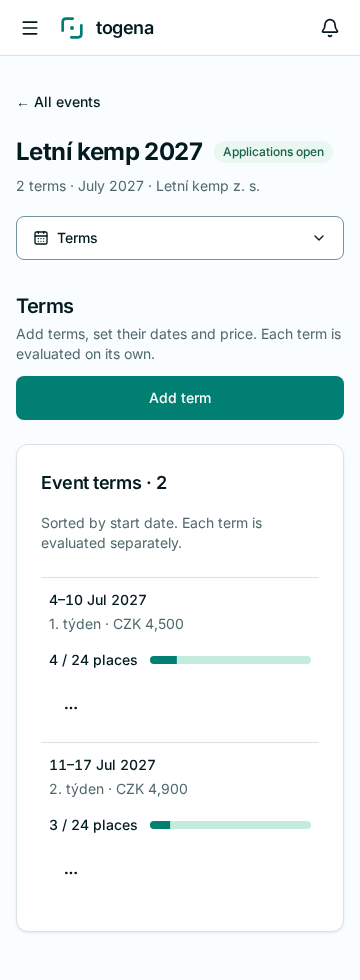 togena
← All events
Letní kemp 2027 Applications open
2 terms · July 2027 · Letní kemp z. s.
Terms
Terms
Add terms, set their dates and price. Each term is
evaluated on its own.
Add term
Event terms · 2
Sorted by start date. Each term is
evaluated separately.
4–10 Jul 2027
1. týden · CZK 4,500
4 / 24 places
...
11–17 Jul 2027
2. týden · CZK 4,900
3 / 24 places
...